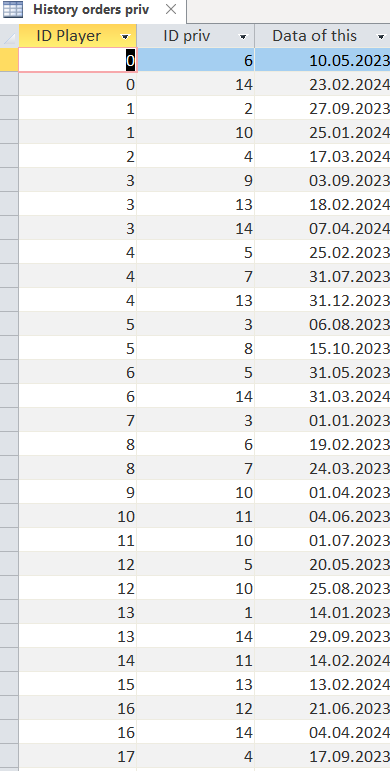 History orders priv
ID Player ID priv Data of this
0 6 10.05.2023
0 14 23.02.2024
1 2 27.09.2023
1 10 25.01.2024
2 4 17.03.2024
3 9 03.09.2023
3 13 18.02.2024
3 14 07.04.2024
4 5 25.02.2023
4 7 31.07.2023
4 13 31.12.2023
5 3 06.08.2023
5 8 15.10.2023
6 5 31.05.2023
6 14 31.03.2024
7 3 01.01.2023
8 6 19.02.2023
8 7 24.03.2023
9 10 01.04.2023
10 11 04.06.2023
11 10 01.07.2023
12 5 20.05.2023
12 10 25.08.2023
13 1 14.01.2023
13 14 29.09.2023
14 11 14.02.2024
15 13 13.02.2024
16 12 21.06.2023
16 14 04.04.2024
17 4 17.09.2023